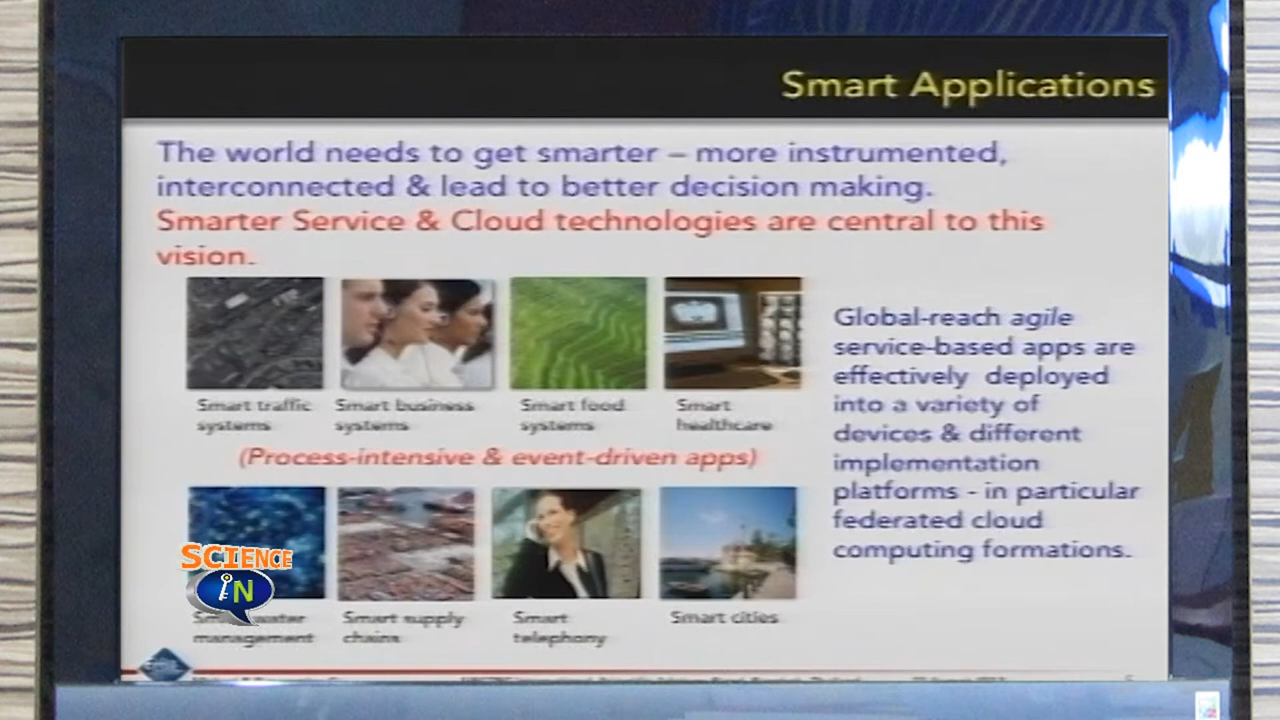 Smart Applications
The world needs to get smarter – more instrumented,
interconnected & lead to better decision making.
Smarter Service & Cloud technologies are central to this
vision.
Smart traffic
systems
Smart business
systems
Smart food
systems
Smart
healthcare
(Process-intensive & event-driven apps)
Global-reach agile
service-based apps are
effectively deployed
into a variety of
devices & different
implementation
platforms - in particular
federated cloud
computing formations.
SCIENCE
iN
water
management
Smart supply
chains
Smart
telephony
Smart cities